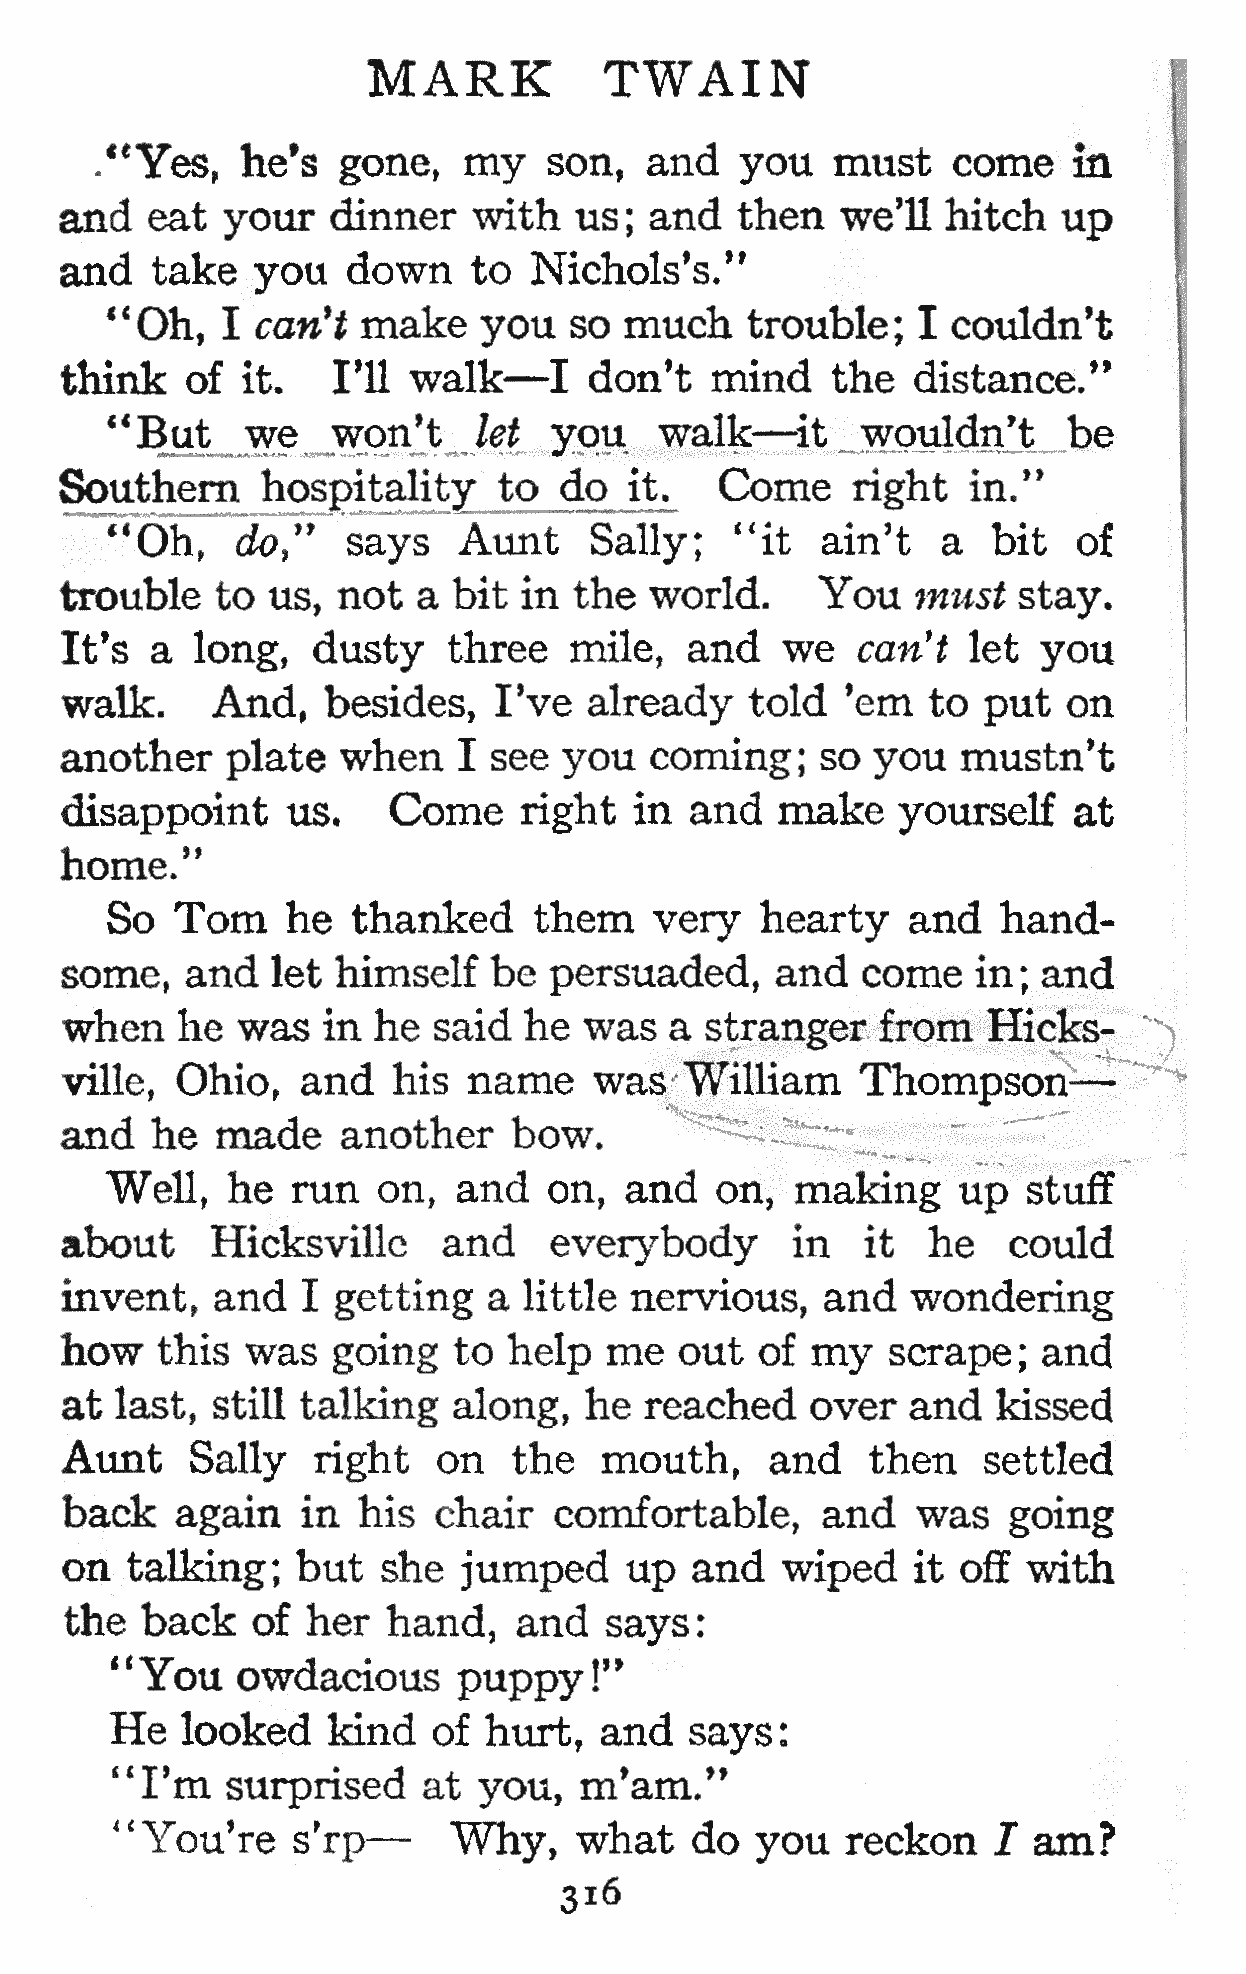 MARK TWAIN
"Yes, he's gone, my son, and you must come in
and eat your dinner with us; and then we'll hitch up
and take you down to Nichols's."
"Oh, I can't make you so much trouble; I couldn't
think of it. I'll walk—I don't mind the distance."
"But we won't let you walk—it wouldn't be
Southern hospitality to do it. Come right in."
"Oh, do," says Aunt Sally; "it ain't a bit of
trouble to us, not a bit in the world. You must stay.
It's a long, dusty three mile, and we can't let you
walk. And, besides, I've already told 'em to put on
another plate when I see you coming; so you mustn't
disappoint us. Come right in and make yourself at
home."
So Tom he thanked them very hearty and hand-
some, and let himself be persuaded, and come in; and
when he was in he said he was a stranger from Hicks-
ville, Ohio, and his name was William Thompson—
and he made another bow.
Well, he run on, and on, and on, making up stuff
about Hicksville and everybody in it he could
invent, and I getting a little nervious, and wondering
how this was going to help me out of my scrape; and
at last, still talking along, he reached over and kissed
Aunt Sally right on the mouth, and then settled
back again in his chair comfortable, and was going
on talking; but she jumped up and wiped it off with
the back of her hand, and says:
"You owdacious puppy!"
He looked kind of hurt, and says:
"I'm surprised at you, m'am."
"You're s'rp— Why, what do you reckon I am?
316